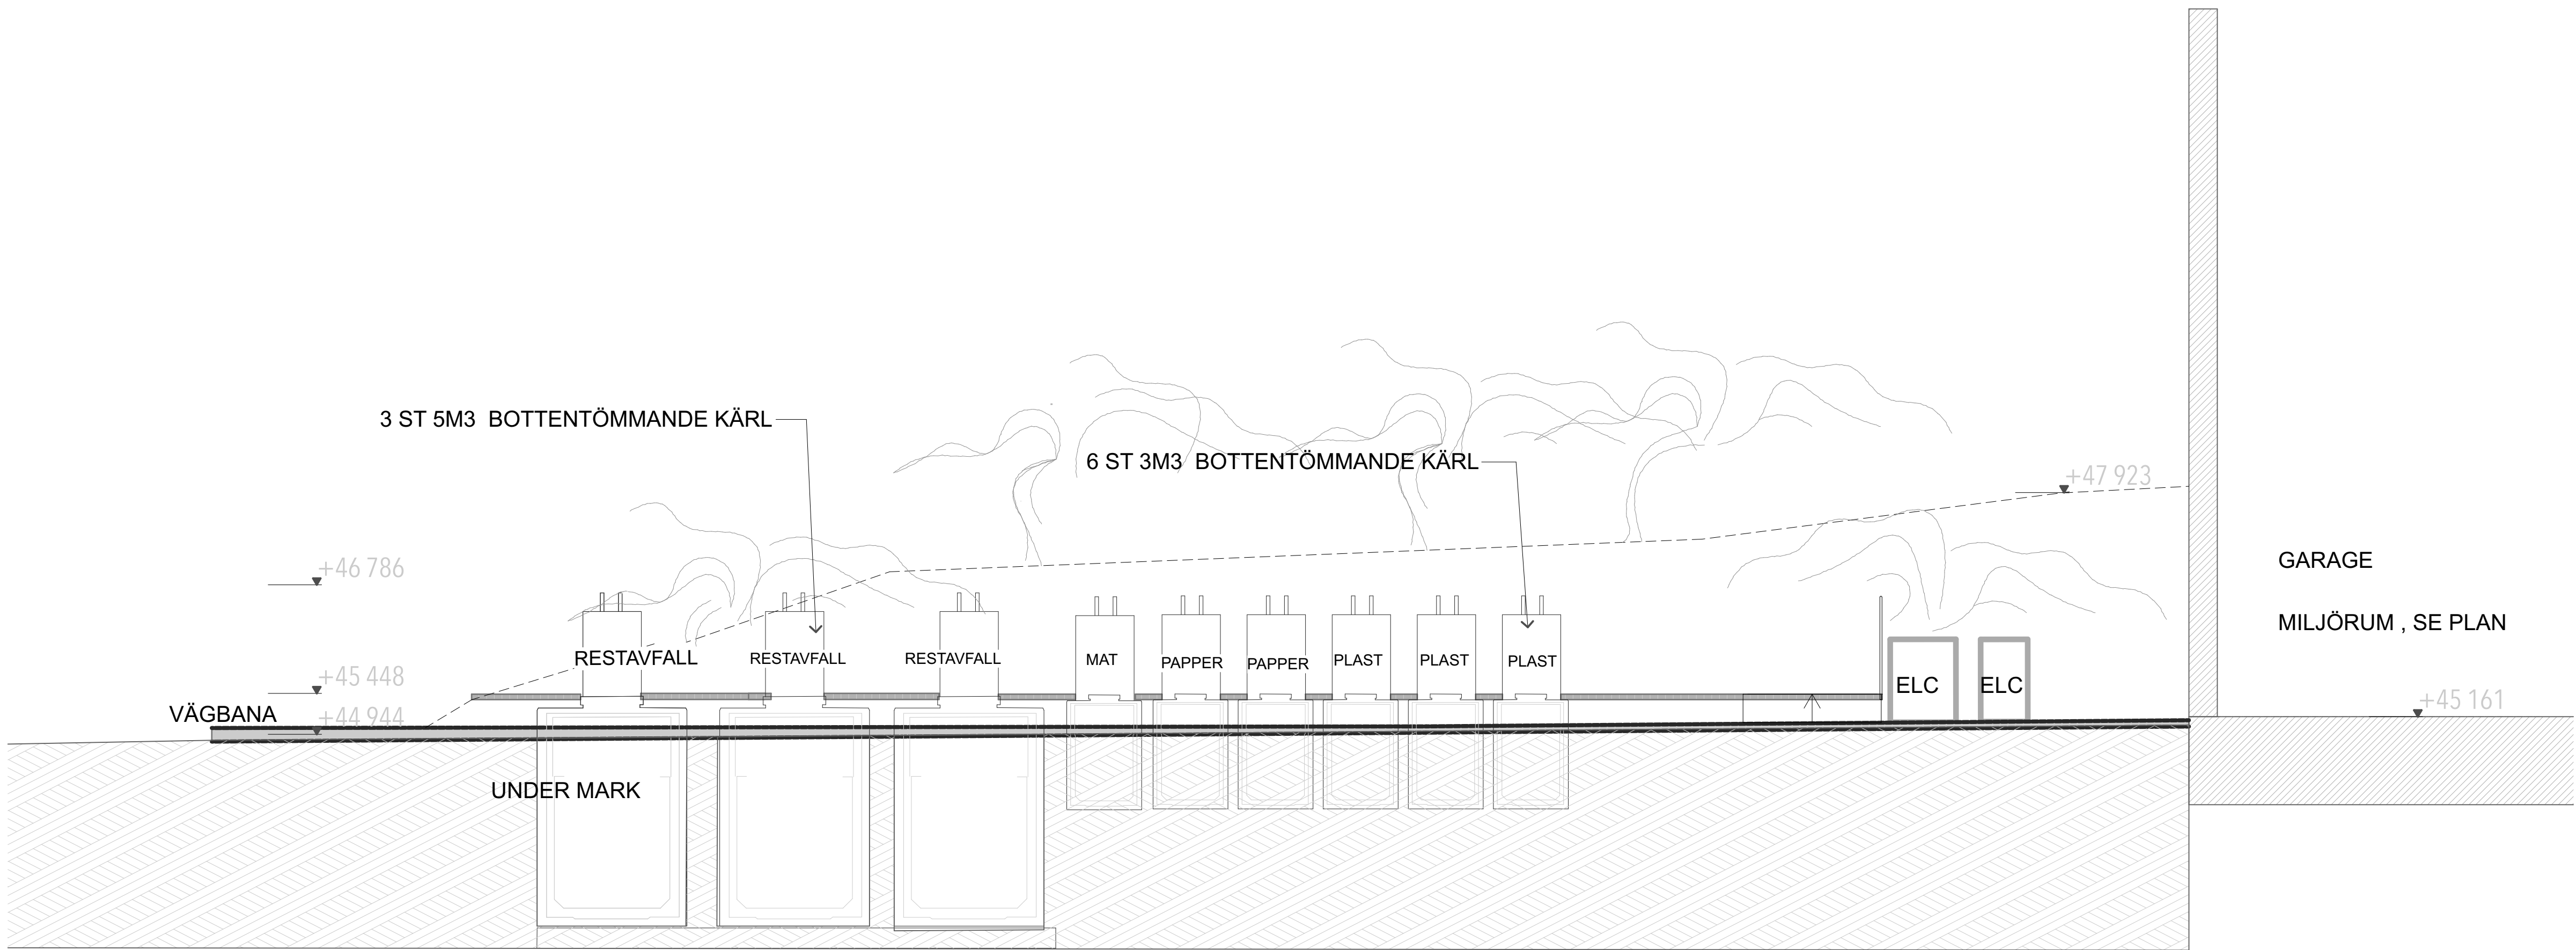 3 ST 5M3 BOTTENTÖMMANDE KÄRL
6 ST 3M3 BOTTENTÖMMANDE KÄRL
+47 923
+46 786
GARAGE
MILJÖRUM , SE PLAN
RESTAVFALL
RESTAVFALL
RESTAVFALL
MAT
PAPPER
PAPPER
PLAST
PLAST
PLAST
+45 448
ELC
ELC
+45 161
VÄGBANA
+44 944
UNDER MARK